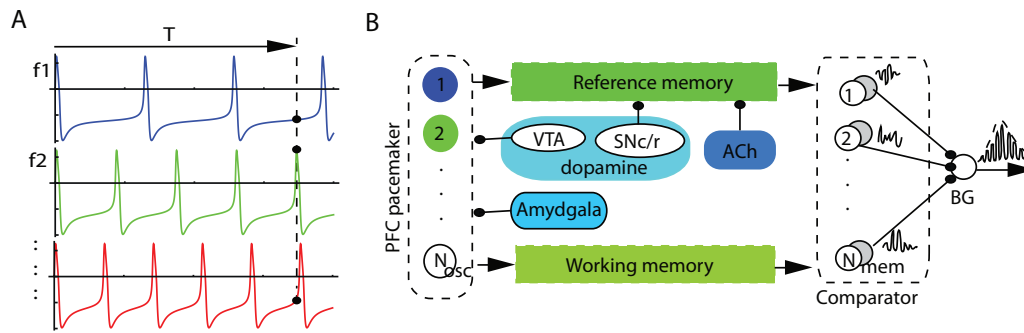 A
T
f1
f2
B
PFC pacemaker
1
2
N osc
Reference memory
VTA
SNc/r
dopamine
ACh
Amydgala
Working memory
1
2
N mem
Comparator
BG